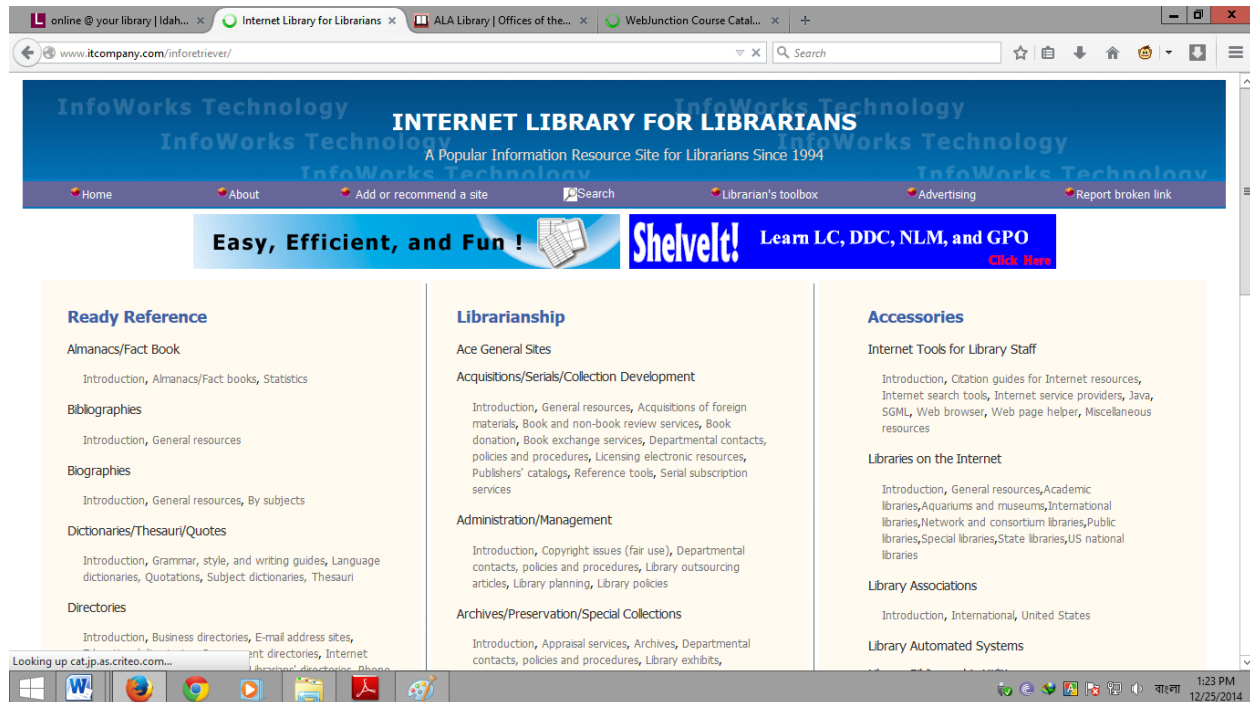 online @ your library | Idah...
Internet Library for Librarians
ALA Library | Offices of the...
WebJunction Course Catal...
www.itcompany.com/inforetriever/
Search
InfoWorks Technology
InfoWorks Technology
InfoWorks Technology
InfoWorks Technology
InfoWorks Technology
InfoWorks Technology
INTERNET LIBRARY FOR LIBRARIANS
A Popular Information Resource Site for Librarians Since 1994
Home About Add or recommend a site Search Librarian's toolbox Advertising Report broken link
Easy, Efficient, and Fun !
ShelveIt! Learn LC, DDC, NLM, and GPO
Click Here
Ready Reference
Almanacs/Fact Book
Introduction, Almanacs/Fact books, Statistics
Bibliographies
Introduction, General resources
Biographies
Introduction, General resources, By subjects
Dictionaries/Thesauri/Quotes
Introduction, Grammar, style, and writing guides, Language
dictionaries, Quotations, Subject dictionaries, Thesauri
Directories
Introduction, Business directories, E-mail address sites,
directories, Internet
Librarianship
Ace General Sites
Acquisitions/Serials/Collection Development
Introduction, General resources, Acquisitions of foreign
materials, Book and non-book review services, Book
donation, Book exchange services, Departmental contacts,
policies and procedures, Licensing electronic resources,
Publishers' catalogs, Reference tools, Serial subscription
services
Administration/Management
Introduction, Copyright issues (fair use), Departmental
contacts, policies and procedures, Library outsourcing
articles, Library planning, Library policies
Archives/Preservation/Special Collections
Introduction, Appraisal services, Archives, Departmental
contacts, policies and procedures, Library exhibits,
Accessories
Internet Tools for Library Staff
Introduction, Citation guides for Internet resources,
Internet search tools, Internet service providers, Java,
SGML, Web browser, Web page helper, Miscellaneous
resources
Libraries on the Internet
Introduction, General resources,Academic
libraries,Aquariums and museums,International
libraries,Network and consortium libraries,Public
libraries,Special libraries,State libraries,US national
libraries
Library Associations
Introduction, International, United States
Library Automated Systems
Looking up cat.jp.as.criteo.com...
বাংলা
1:23 PM
12/25/2014